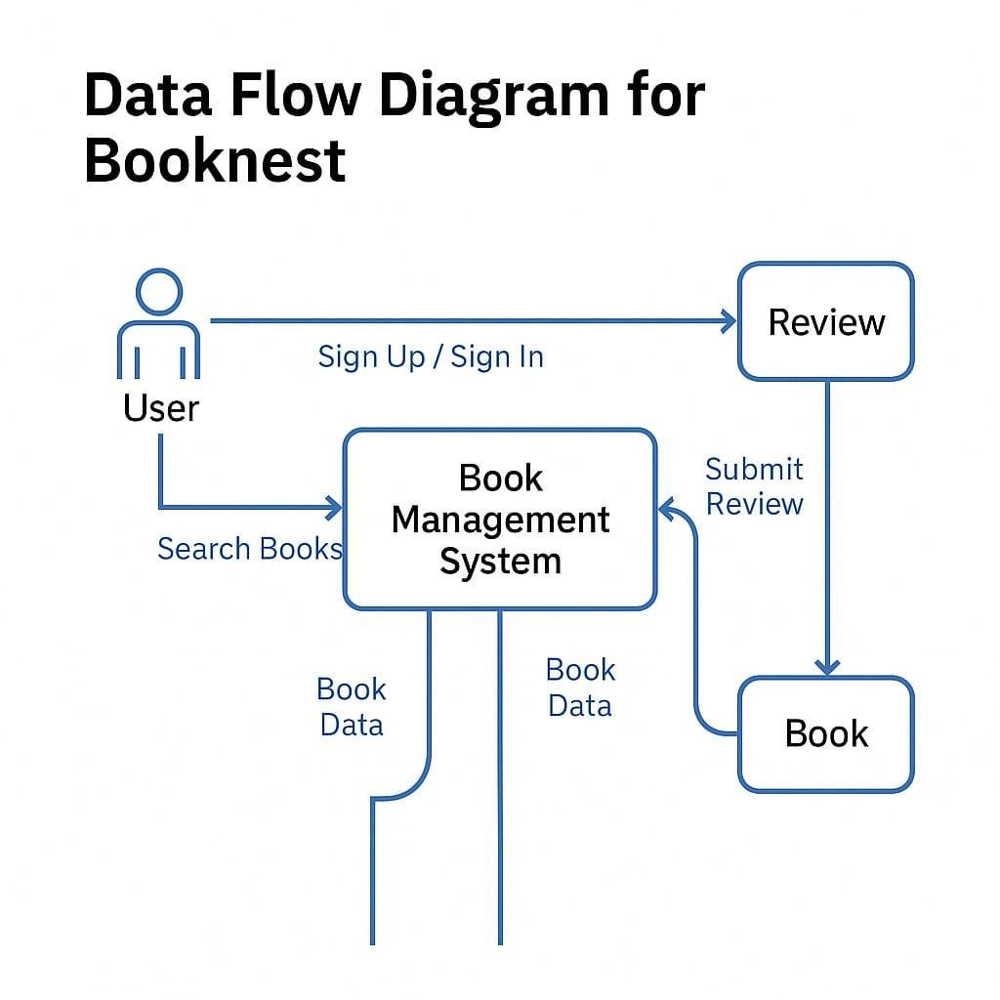 Data Flow Diagram for
Booknest
Review
Sign Up / Sign In
User
Book
Management
System
Submit
Review
Search Books
Book
Data
Book
Data
Book